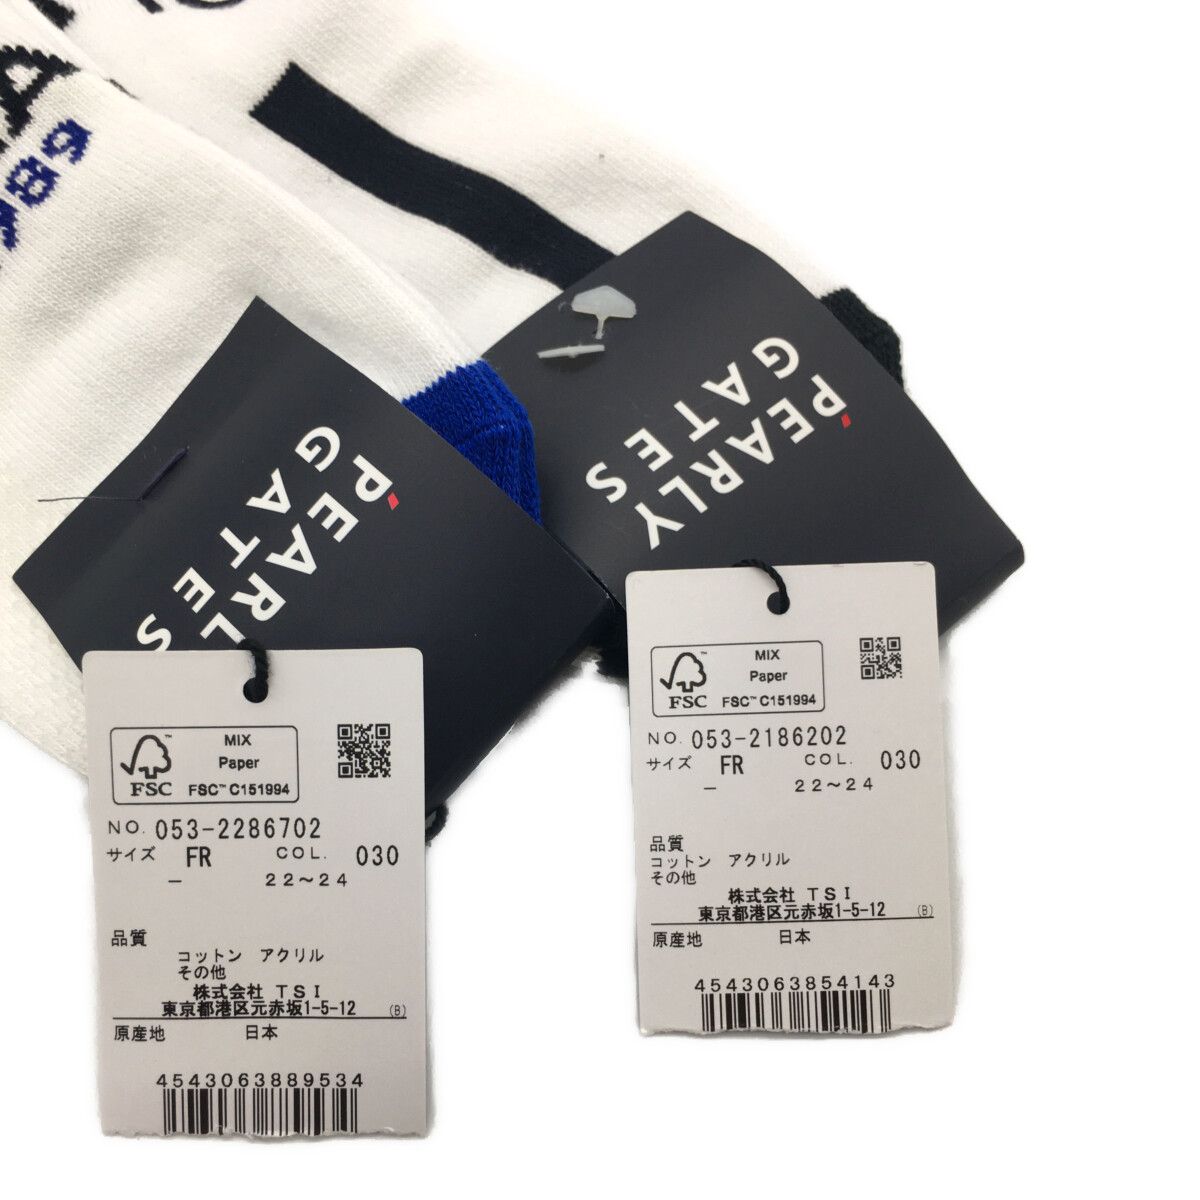 A
989
PEARLY
GATES
PEARLY
GATES
MIX
Paper
FSC™ C151994
FSC
NO. 053-2286702
サイズ FR COL. 030
– 22～24
品質
コットン アクリル
その他
株式会社 TSI
東京都港区元赤坂1-5-12 (B)
原産地 日本
4543063889534
MIX
Paper
FSC™ C151994
FSC
NO. 053-2186202
サイズ FR COL. 030
– 22～24
品質
コットン アクリル
その他
株式会社 TSI
東京都港区元赤坂1-5-12 (B)
原産地 日本
4543063854143